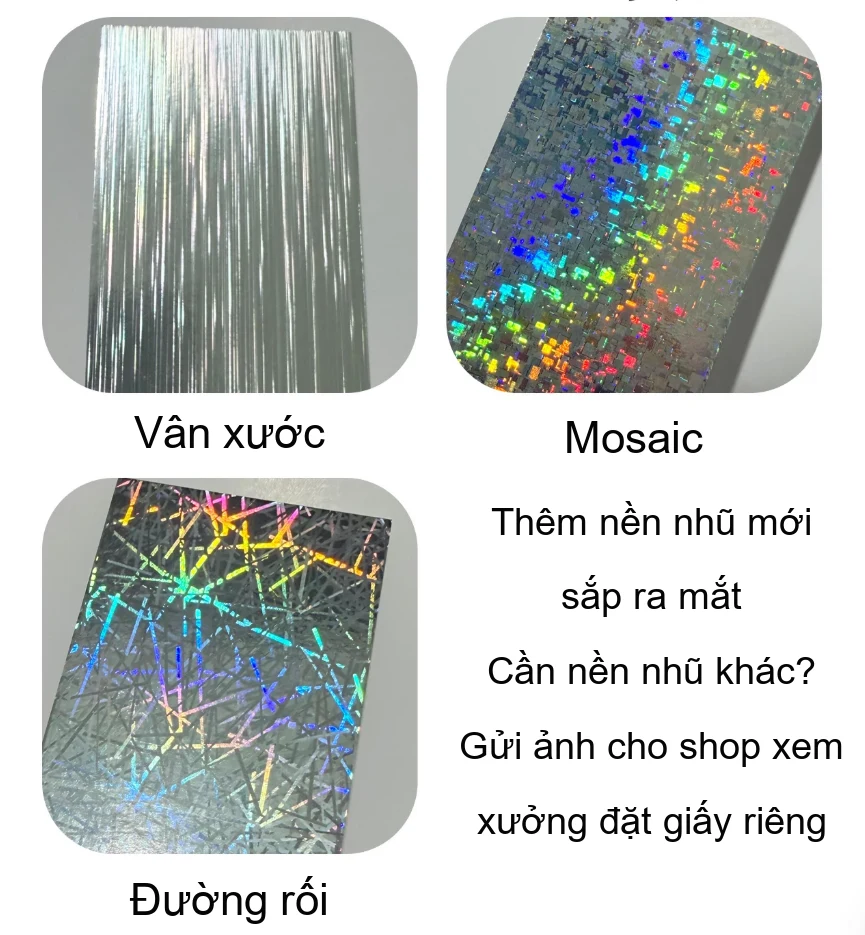 Vân xước
Mosaic
Thêm nền nhũ mới
sắp ra mắt
Cần nền nhũ khác?
Gửi ảnh cho shop xem
xưởng đặt giấy riêng
Đường rối